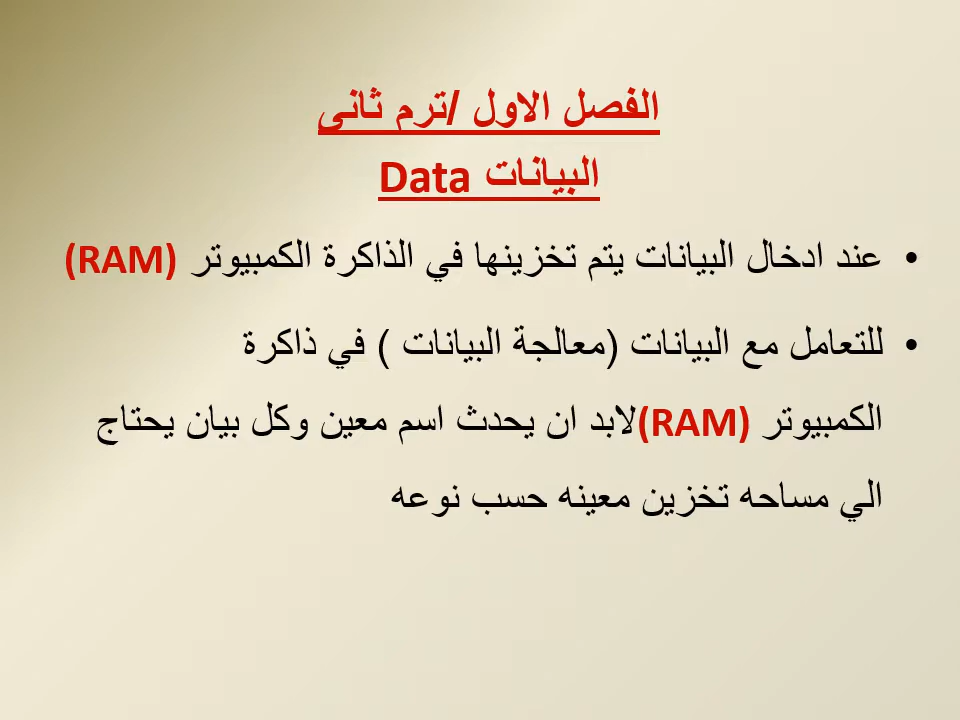 الفصل الاول /ترم ثانى
البيانات Data
• عند ادخال البيانات يتم تخزينها في الذاكرة الكمبيوتر (RAM)
• للتعامل مع البيانات (معالجة البيانات ) في ذاكرة
الكمبيوتر (RAM)لابد ان يحدث اسم معين وكل بيان يحتاج
الي مساحه تخزين معينه حسب نوعه